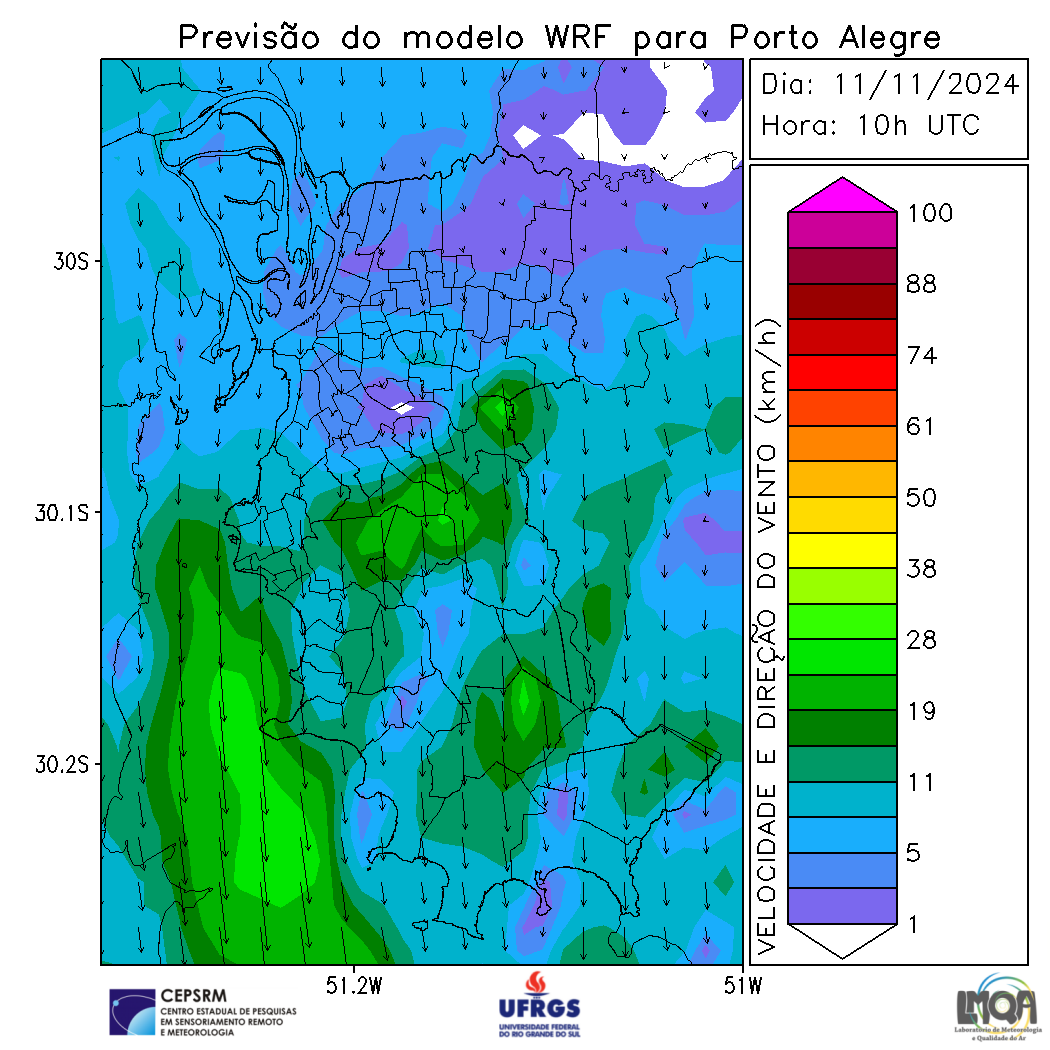 Previsão do modelo WRF para Porto Alegre
Dia: 11/11/2024
Hora: 10h UTC
30S
30.1S
30.2S
51.2W
51W
VELOCIDADE E DIREÇÃO DO VENTO (km/h)
100
88
74
61
50
38
28
19
11
5
1
CEPSRM
CENTRO ESTADUAL DE PESQUISAS
EM SENSORIAMENTO REMOTO
E METEOROLOGIA
UFRGS
UNIVERSIDADE FEDERAL
DO RIO GRANDE DO SUL
LMQA
Laboratório de Meteorologia
e Qualidade do Ar